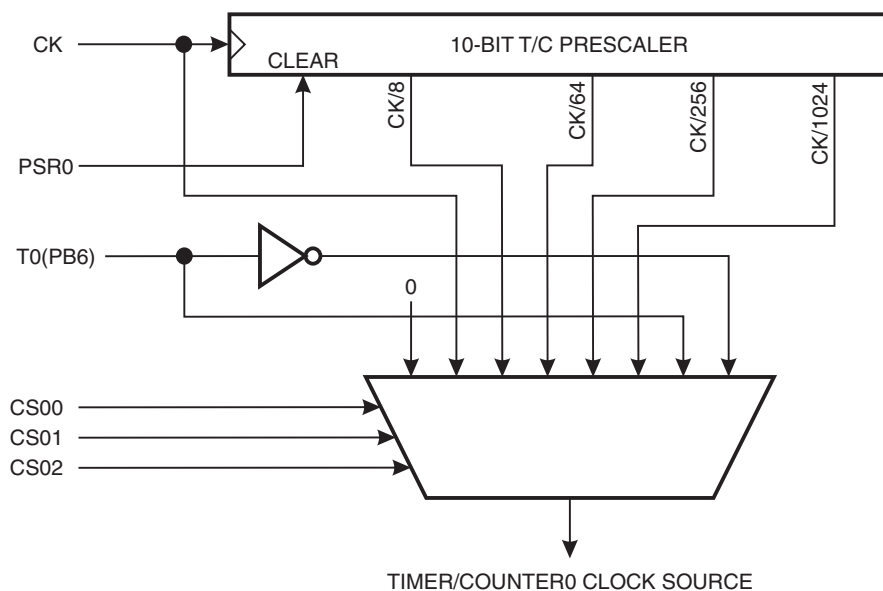 CK
10-BIT T/C PRESCALER
CLEAR
CK/8
CK/64
CK/256
CK/1024
PSR0
T0(PB6)
0
CS00
CS01
CS02
TIMER/COUNTER0 CLOCK SOURCE